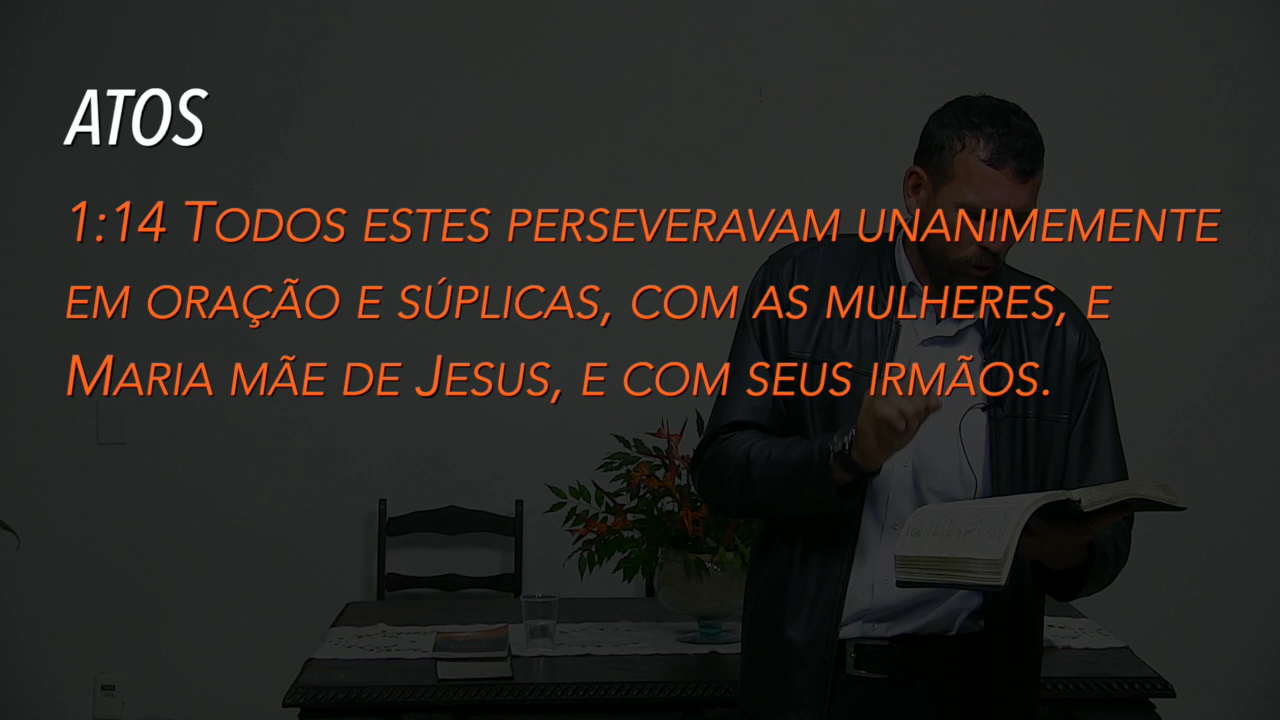 ATOS
1:14 TODOS ESTES PERSEVERAVAM UNANIMEMENTE
EM ORAÇÃO E SÚPLICAS, COM AS MULHERES, E
MARIA MÃE DE JESUS, E COM SEUS IRMÃOS.